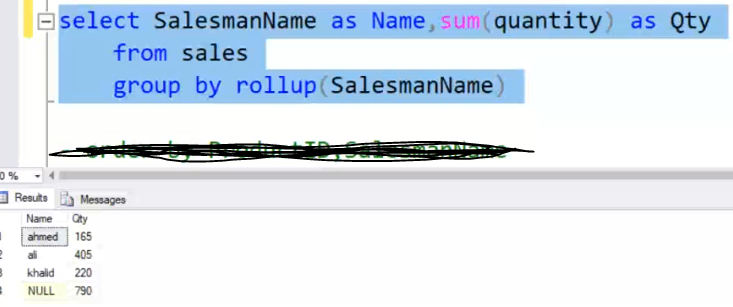 select SalesmanName as Name,sum(quantity) as Qty
from sales
group by rollup(SalesmanName)
0 %
Results Messages
Name Qty
1 ahmed 165
2 ali 405
3 khalid 220
4 NULL 790